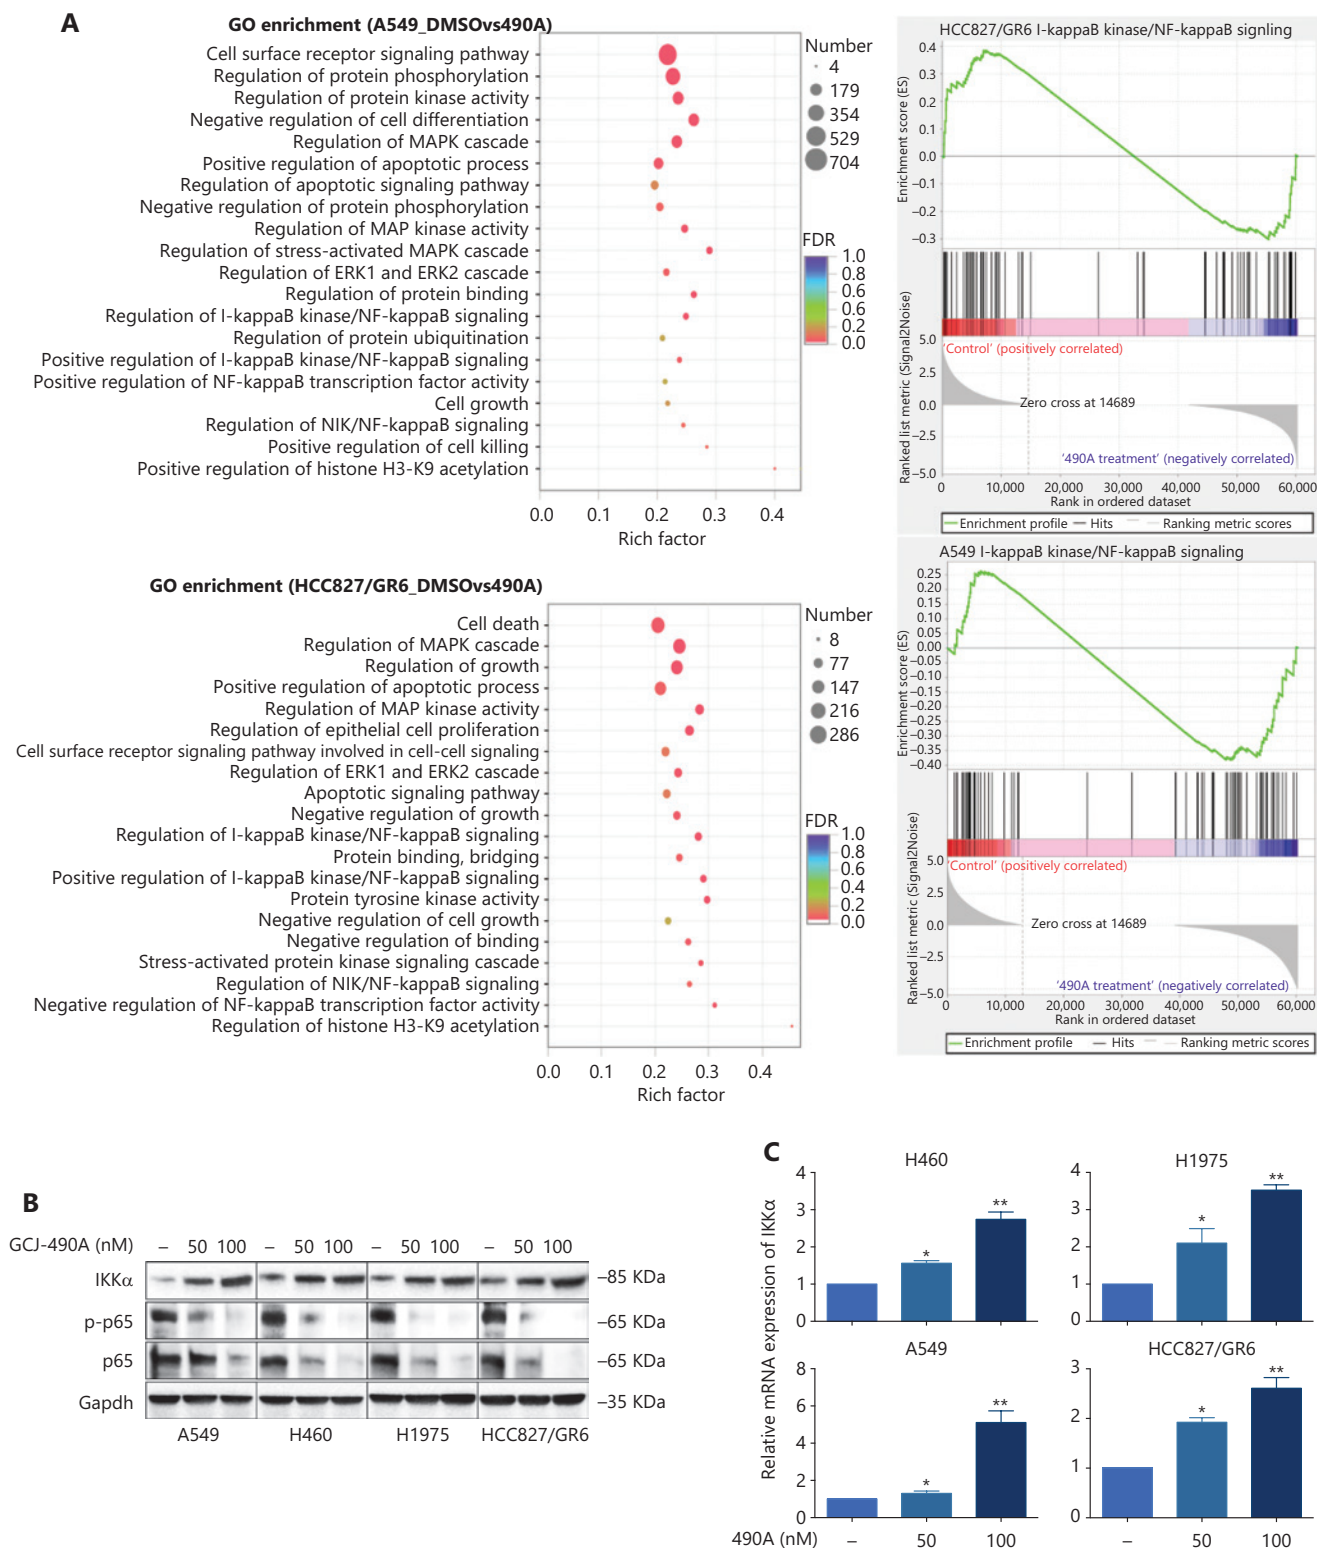 A
GO enrichment (A549_DMSOvs490A)
Cell surface receptor signaling pathway
Regulation of protein phosphorylation
Regulation of protein kinase activity
Negative regulation of cell differentiation
Regulation of MAPK cascade
Positive regulation of apoptotic process
Regulation of apoptotic signaling pathway
Negative regulation of protein phosphorylation
Regulation of MAP kinase activity
Regulation of stress-activated MAPK cascade
Regulation of ERK1 and ERK2 cascade
Regulation of protein binding
Regulation of I-kappaB kinase/NF-kappaB signaling
Regulation of protein ubiquitination
Positive regulation of I-kappaB kinase/NF-kappaB signaling
Positive regulation of NF-kappaB transcription factor activity
Cell growth
Regulation of NIK/NF-kappaB signaling
Positive regulation of cell killing
Positive regulation of histone H3-K9 acetylation
0.0 0.1 0.2 0.3 0.4
Rich factor
Number
4
179
354
529
704
FDR
1.0
0.8
0.6
0.6
0.2
0.0
HCC827/GR6 I-kappaB kinase/NF-kappaB signling
Enrichment score (ES)
0.4
0.3
0.2
0.1
0.0
−0.1
−0.2
−0.3
Ranked list metric (Signal2Noise)
5.0
2.5
0.0
−2.5
−5.0
'Control' (positively correlated)
Zero cross at 14689
'490A treatment' (negatively correlated)
0 10,000 20,000 30,000 40,000 50,000 60,000
Rank in ordered dataset
Enrichment profile Hits Ranking metric scores
GO enrichment (HCC827/GR6_DMSOvs490A)
Cell death
Regulation of MAPK cascade
Regulation of growth
Positive regulation of apoptotic process
Regulation of MAP kinase activity
Regulation of epithelial cell proliferation
Cell surface receptor signaling pathway involved in cell-cell signaling
Regulation of ERK1 and ERK2 cascade
Apoptotic signaling pathway
Negative regulation of growth
Regulation of I-kappaB kinase/NF-kappaB signaling
Protein binding, bridging
Positive regulation of I-kappaB kinase/NF-kappaB signaling
Protein tyrosine kinase activity
Negative regulation of cell growth
Negative regulation of binding
Stress-activated protein kinase signaling cascade
Regulation of NIK/NF-kappaB signaling
Negative regulation of NF-kappaB transcription factor activity
Regulation of histone H3-K9 acetylation
0.0 0.1 0.2 0.3 0.4
Rich factor
Number
8
77
147
216
286
FDR
1.0
0.8
0.6
0.4
0.2
0.0
A549 I-kappaB kinase/NF-kappaB signaling
Enrichment score (ES)
0.25
0.20
0.15
0.10
0.05
0.00
−0.05
−0.10
−0.15
−0.20
−0.25
−0.30
−0.35
−0.40
Ranked list metric (Signal2Noise)
5.0
2.5
0.0
−2.5
−5.0
'Control' (positively correlated)
Zero cross at 14689
'490A treatment' (negatively correlated)
0 10,000 20,000 30,000 40,000 50,000 60,000
Rank in ordered dataset
Enrichment profile Hits Ranking metric scores
B
GCJ-490A (nM) – 50 100 – 50 100 – 50 100 – 50 100
IKKα –85 KDa
p-p65 –65 KDa
p65 –65 KDa
Gapdh –35 KDa
A549 H460 H1975 HCC827/GR6
C
Relative mRNA expression of IKKα
H460
4
3
2
1
0
* **
H1975
4
3
2
1
0
* **
A549
8
6
4
2
0
* **
HCC827/GR6
3
2
1
0
* **
490A (nM) – 50 100 – 50 100